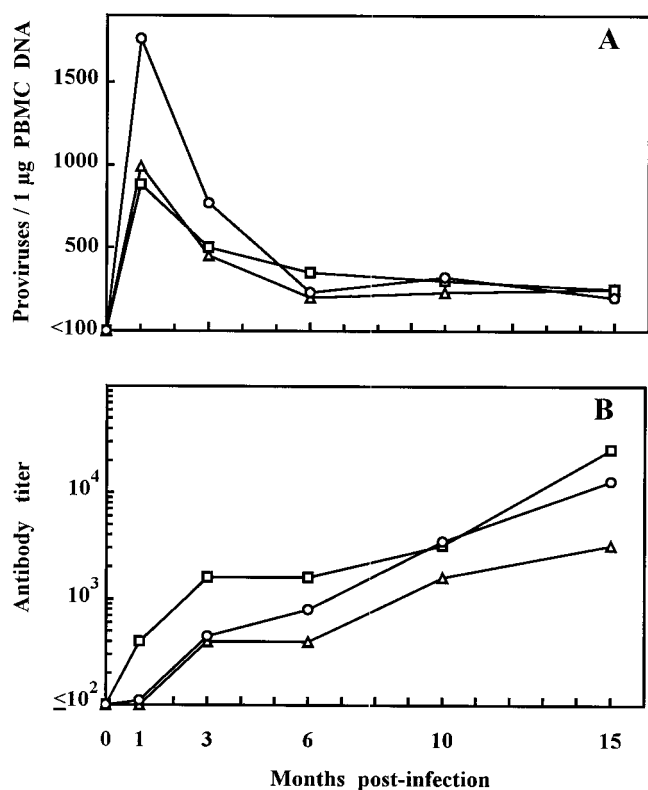 A
Proviruses / 1 µg PBMC DNA
1500
1000
500
<100
B
Antibody titer
10⁴
10³
≤10²
0 1 3 6 10 15
Months post-infection